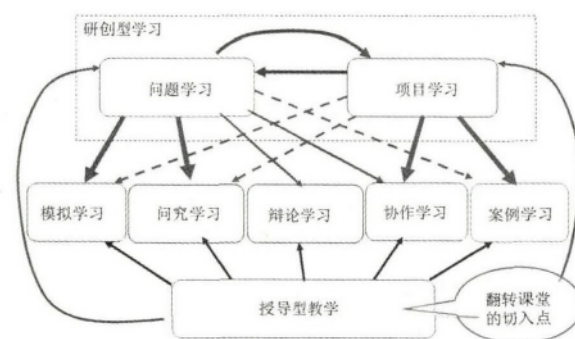 研创型学习
问题学习
项目学习
模拟学习
问究学习
辩论学习
协作学习
案例学习
授导型教学
翻转课堂
的切入点